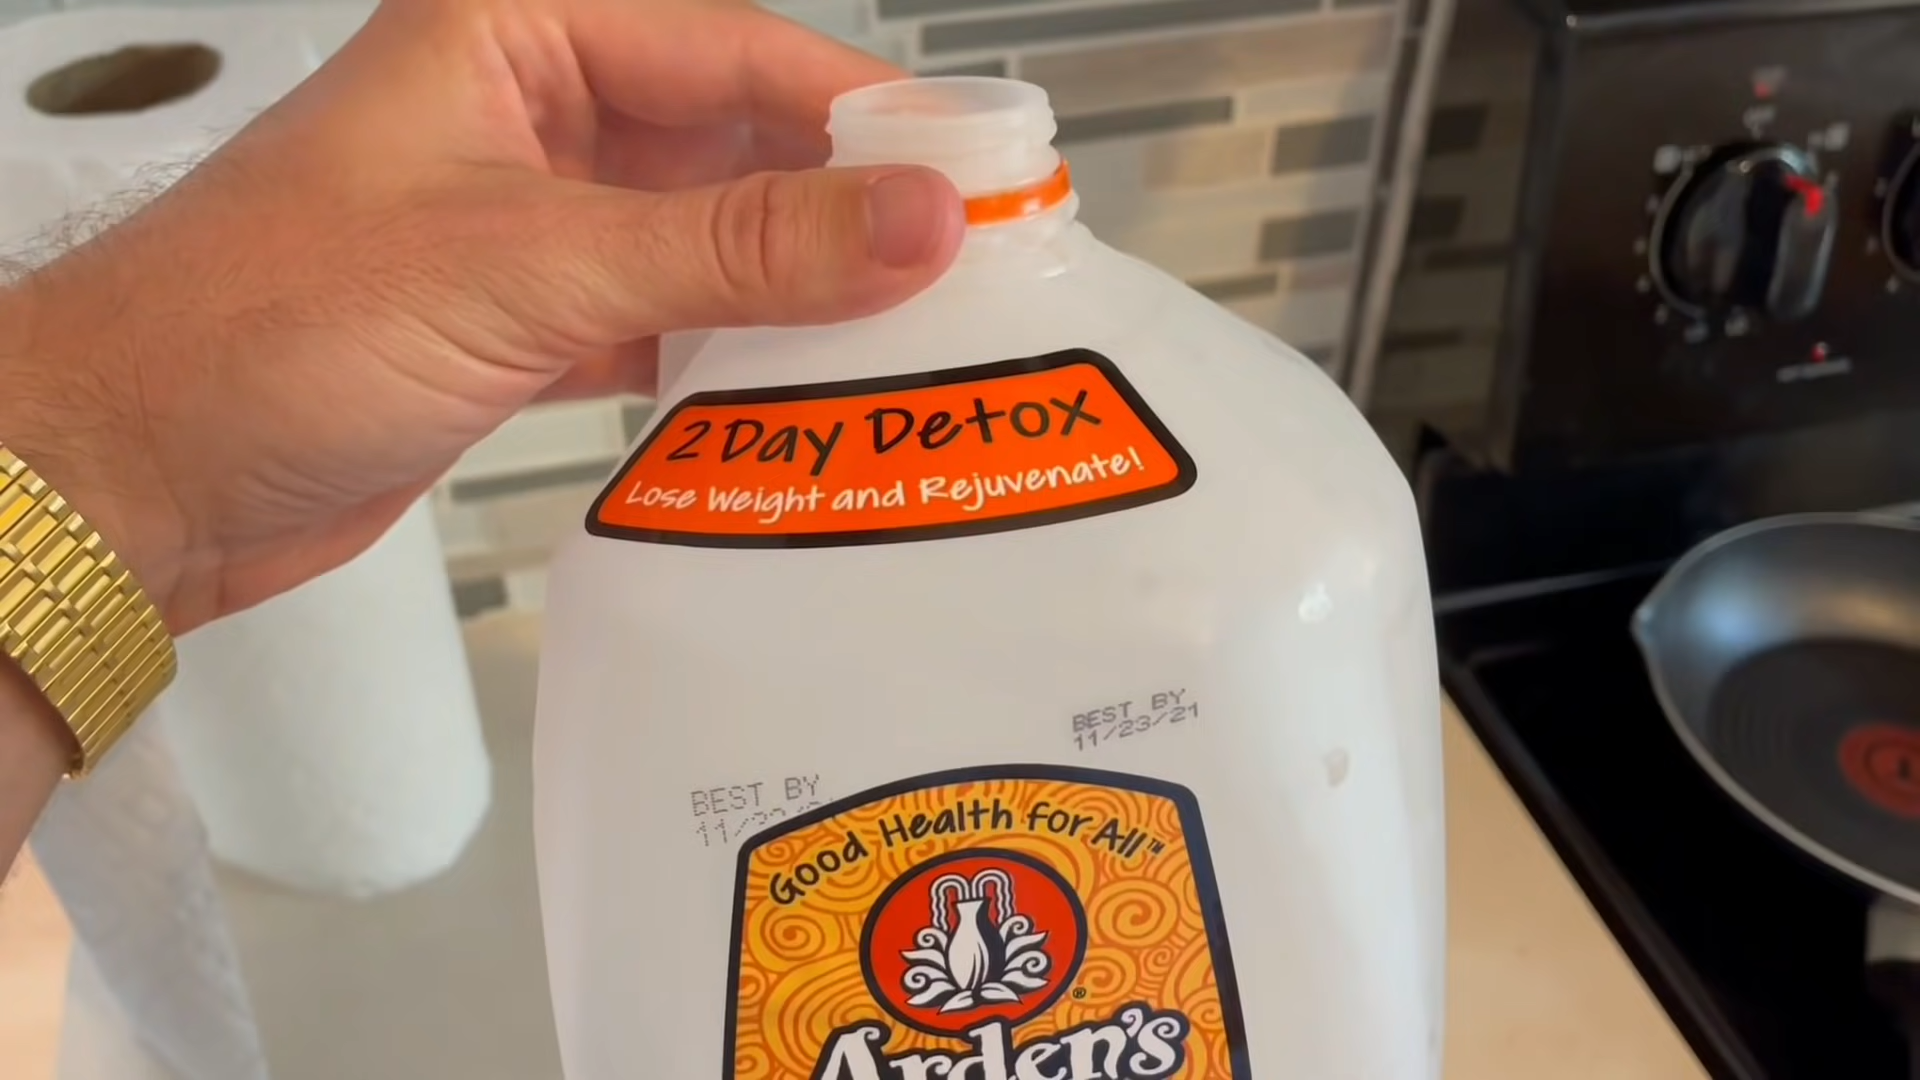 2 Day Detox
Lose Weight and Rejuvenate!
BEST BY
11/23/21
BEST BY
Good Health for All™
®
Arden's